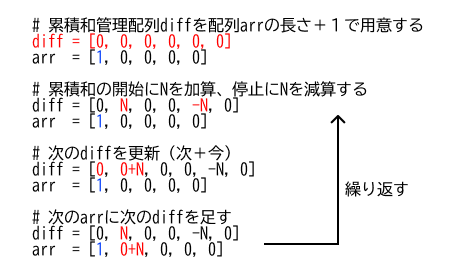 # 累積和管理配列diffを配列arrの長さ＋１で用意する
diff = [0, 0, 0, 0, 0, 0]
arr  = [1, 0, 0, 0, 0]
# 累積和の開始にNを加算、停止にNを減算する
diff = [0, N, 0, 0, -N, 0]
arr  = [1, 0, 0, 0, 0]
# 次のdiffを更新（次＋今）
diff = [0, 0+N, 0, 0, -N, 0]
arr  = [1, 0, 0, 0, 0]
繰り返す
# 次のarrに次のdiffを足す
diff = [0, N, 0, 0, -N, 0]
arr  = [1, 0+N, 0, 0, 0]